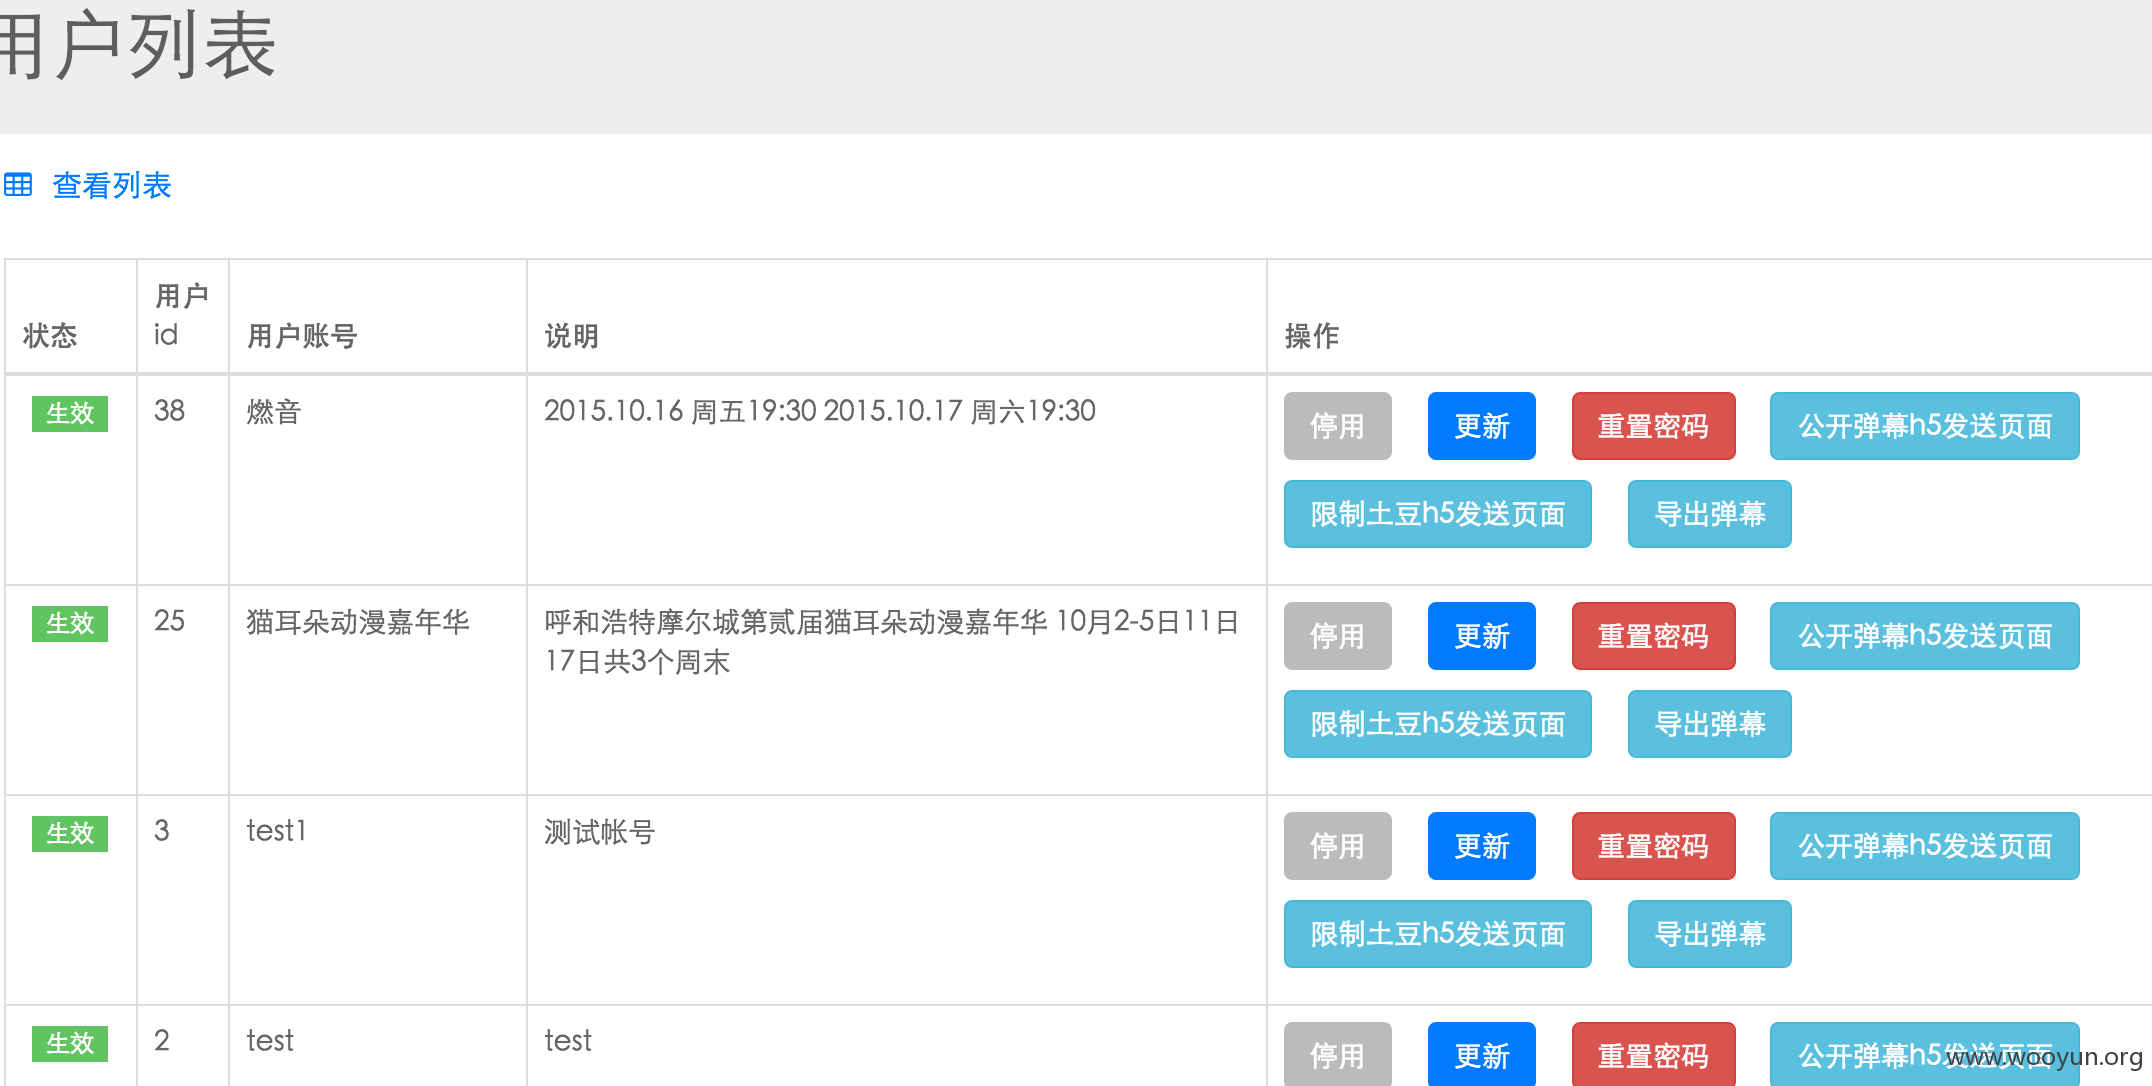 用户列表
查看列表
状态 用户id 用户账号 说明 操作
生效 38 燃音 2015.10.16 周五19:30 2015.10.17 周六19:30 停用 更新 重置密码 公开弹幕h5发送页面
限制土豆h5发送页面 导出弹幕
生效 25 猫耳朵动漫嘉年华 呼和浩特摩尔城第贰届猫耳朵动漫嘉年华 10月2-5日11日 停用 更新 重置密码 公开弹幕h5发送页面
17日共3个周末
限制土豆h5发送页面 导出弹幕
生效 3 test1 测试帐号 停用 更新 重置密码 公开弹幕h5发送页面
限制土豆h5发送页面 导出弹幕
生效 2 test test 停用 更新 重置密码 公开弹幕h5发送页面
www.wooyun.org